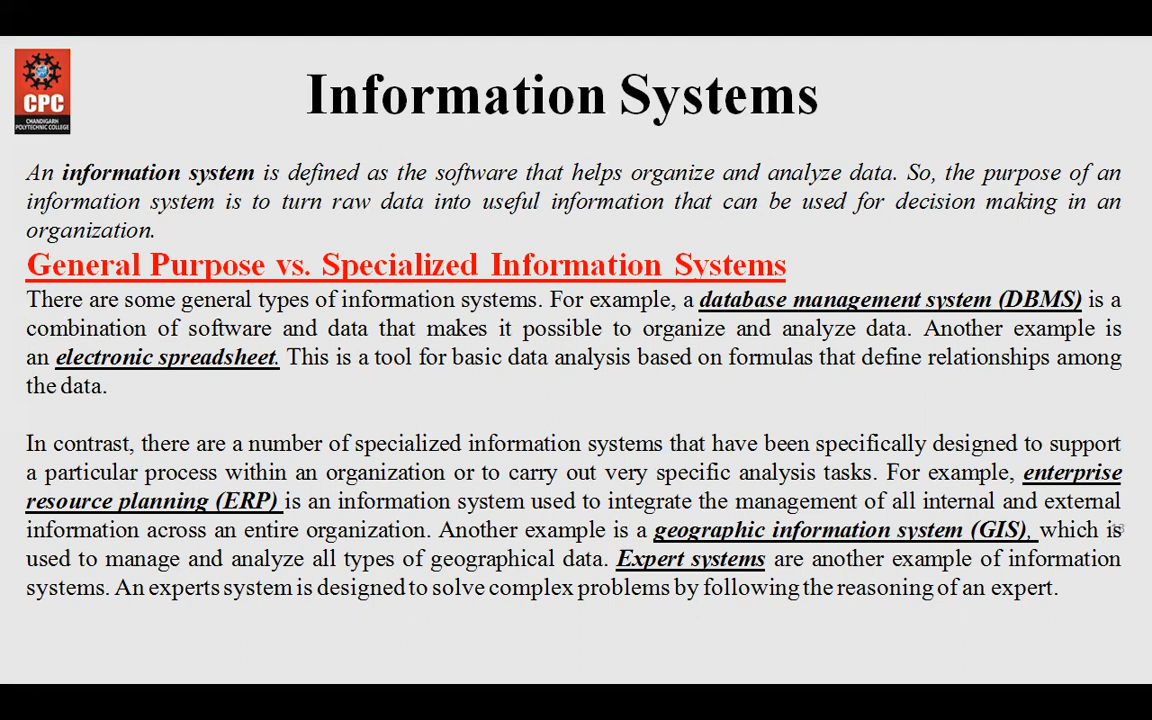 CPC
CHANDIGARH
POLYTECHNIC COLLEGE
Information Systems
An information system is defined as the software that helps organize and analyze data. So, the purpose of an
information system is to turn raw data into useful information that can be used for decision making in an
organization.
General Purpose vs. Specialized Information Systems
There are some general types of information systems. For example, a database management system (DBMS) is a
combination of software and data that makes it possible to organize and analyze data. Another example is
an electronic spreadsheet. This is a tool for basic data analysis based on formulas that define relationships among
the data.
In contrast, there are a number of specialized information systems that have been specifically designed to support
a particular process within an organization or to carry out very specific analysis tasks. For example, enterprise
resource planning (ERP) is an information system used to integrate the management of all internal and external
information across an entire organization. Another example is a geographic information system (GIS), which is
13
used to manage and analyze all types of geographical data. Expert systems are another example of information
systems. An experts system is designed to solve complex problems by following the reasoning of an expert.